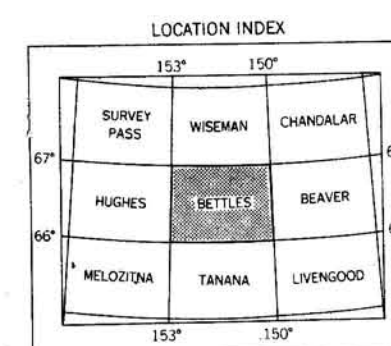 LOCATION INDEX
153° 150°
SURVEY PASS WISEMAN CHANDALAR
67°
HUGHES BETTLES BEAVER
66°
MELOZITNA TANANA LIVENGOOD
153° 150°